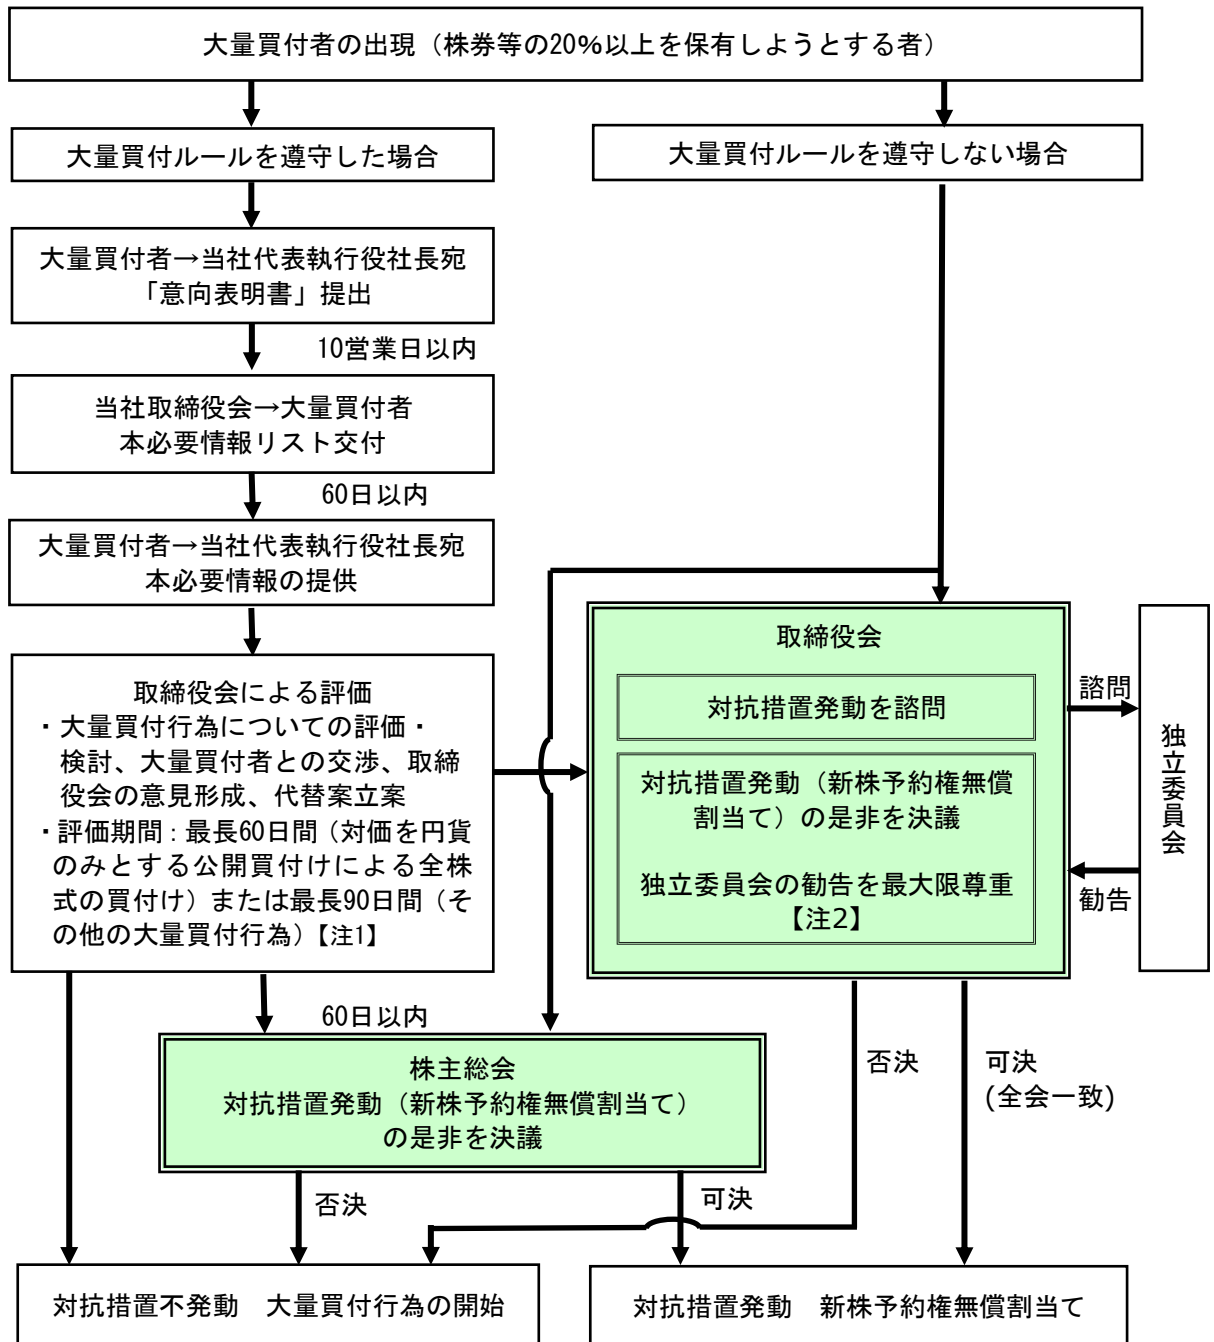 大量買付者の出現（株券等の20%以上を保有しようとする者）
大量買付ルールを遵守した場合
大量買付ルールを遵守しない場合
大量買付者→当社代表執行役社長宛
「意向表明書」提出
10営業日以内
当社取締役会→大量買付者
本必要情報リスト交付
60日以内
大量買付者→当社代表執行役社長宛
本必要情報の提供
取締役会による評価
・大量買付行為についての評価・
検討、大量買付者との交渉、取締
役会の意見形成、代替案立案
・評価期間：最長60日間（対価を円貨
のみとする公開買付けによる全株
式の買付け）または最長90日間（そ
の他の大量買付行為）【注1】
取締役会
対抗措置発動を諮問
対抗措置発動（新株予約権無償
割当て）の是非を決議
独立委員会の勧告を最大限尊重
【注2】
諮問
勧告
独立委員会
60日以内
株主総会
対抗措置発動（新株予約権無償割当て）
の是非を決議
否決
可決
(全会一致)
否決
可決
対抗措置不発動　大量買付行為の開始
対抗措置発動　新株予約権無償割当て